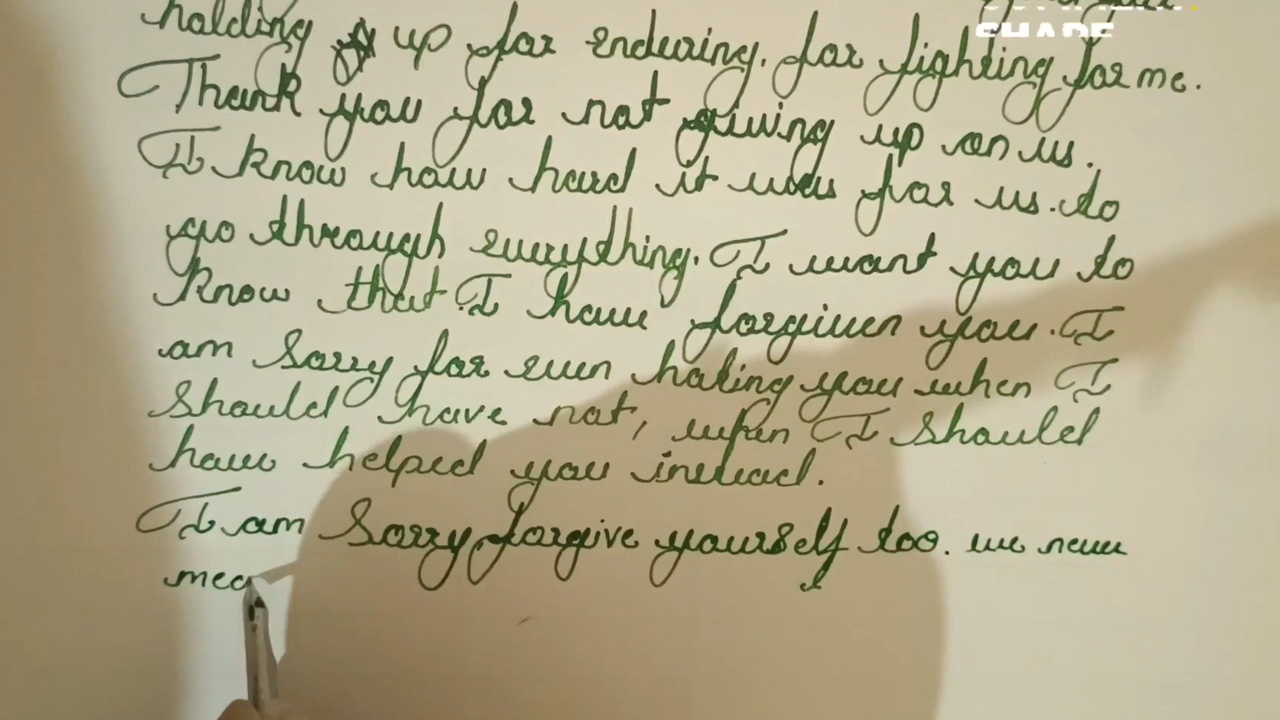 SHARE
holding up for enduring. for fighting for me.
Thank you for not giving up on us.
I know how hard it was for us. to
go through everything. I want you to
know that I have forgiven you. I
am sorry for even hating you when I
should have not, when I should
have helped you instead.
I am sorry forgive yourself too. we never
mea